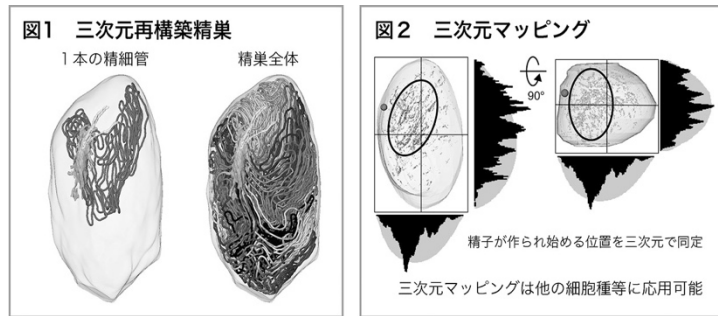 図1 三次元再構築精巣
1本の精細管
精巣全体
図2 三次元マッピング
90°
精子が作られ始める位置を三次元で同定
三次元マッピングは他の細胞種等に応用可能